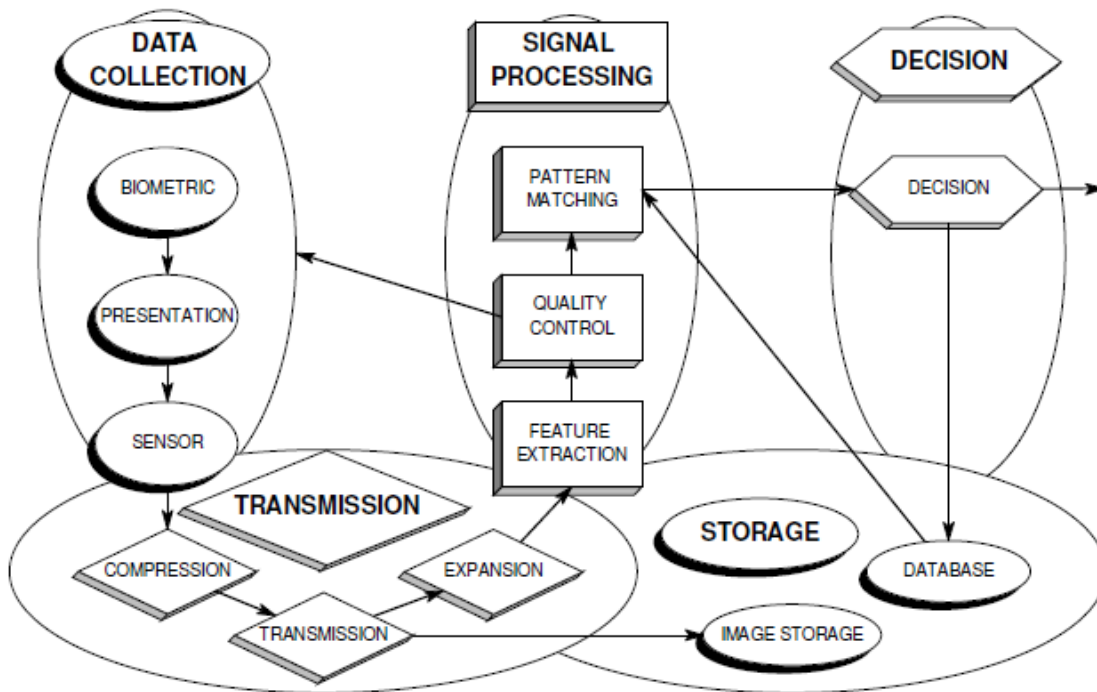 DATA
COLLECTION
SIGNAL
PROCESSING
DECISION
BIOMETRIC
PATTERN
MATCHING
DECISION
PRESENTATION
QUALITY
CONTROL
SENSOR
FEATURE
EXTRACTION
TRANSMISSION
STORAGE
COMPRESSION
EXPANSION
DATABASE
TRANSMISSION
IMAGE STORAGE